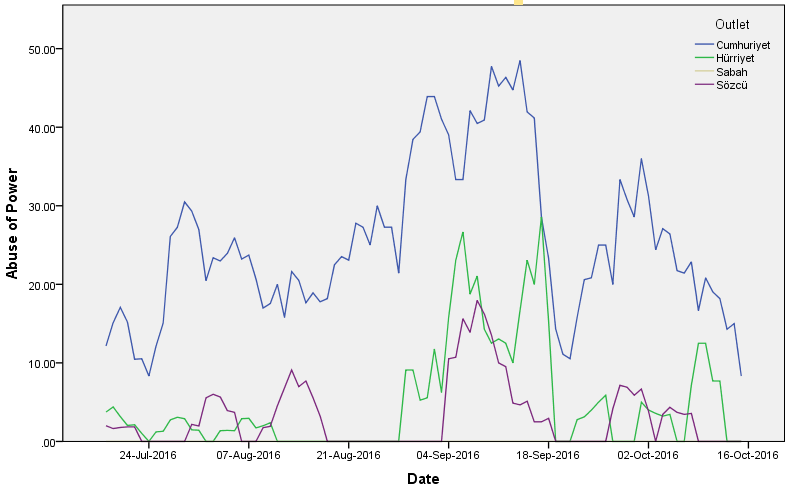 Outlet
Cumhuriyet
Hürriyet
Sabah
Sözcü
50.00
40.00
30.00
20.00
10.00
.00
Abuse of Power
24-Jul-2016 07-Aug-2016 21-Aug-2016 04-Sep-2016 18-Sep-2016 02-Oct-2016 16-Oct-2016
Date